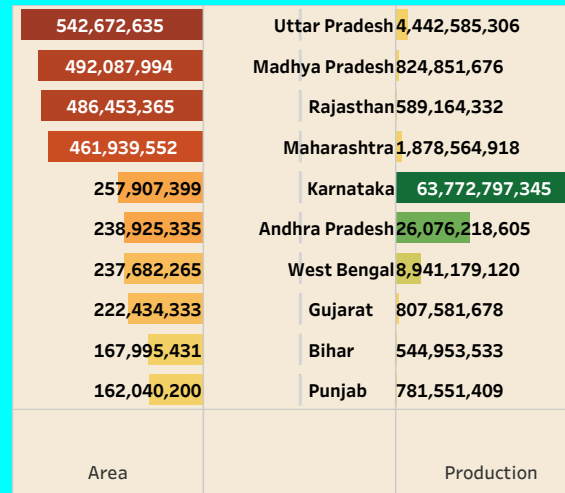 542,672,635 Uttar Pradesh 4,442,585,306
492,087,994 Madhya Pradesh 824,851,676
486,453,365 Rajasthan 589,164,332
461,939,552 Maharashtra 1,878,564,918
257,907,399 Karnataka 63,772,797,345
238,925,335 Andhra Pradesh 26,076,218,605
237,682,265 West Bengal 8,941,179,120
222,434,333 Gujarat 807,581,678
167,995,431 Bihar 544,953,533
162,040,200 Punjab 781,551,409
Area Production